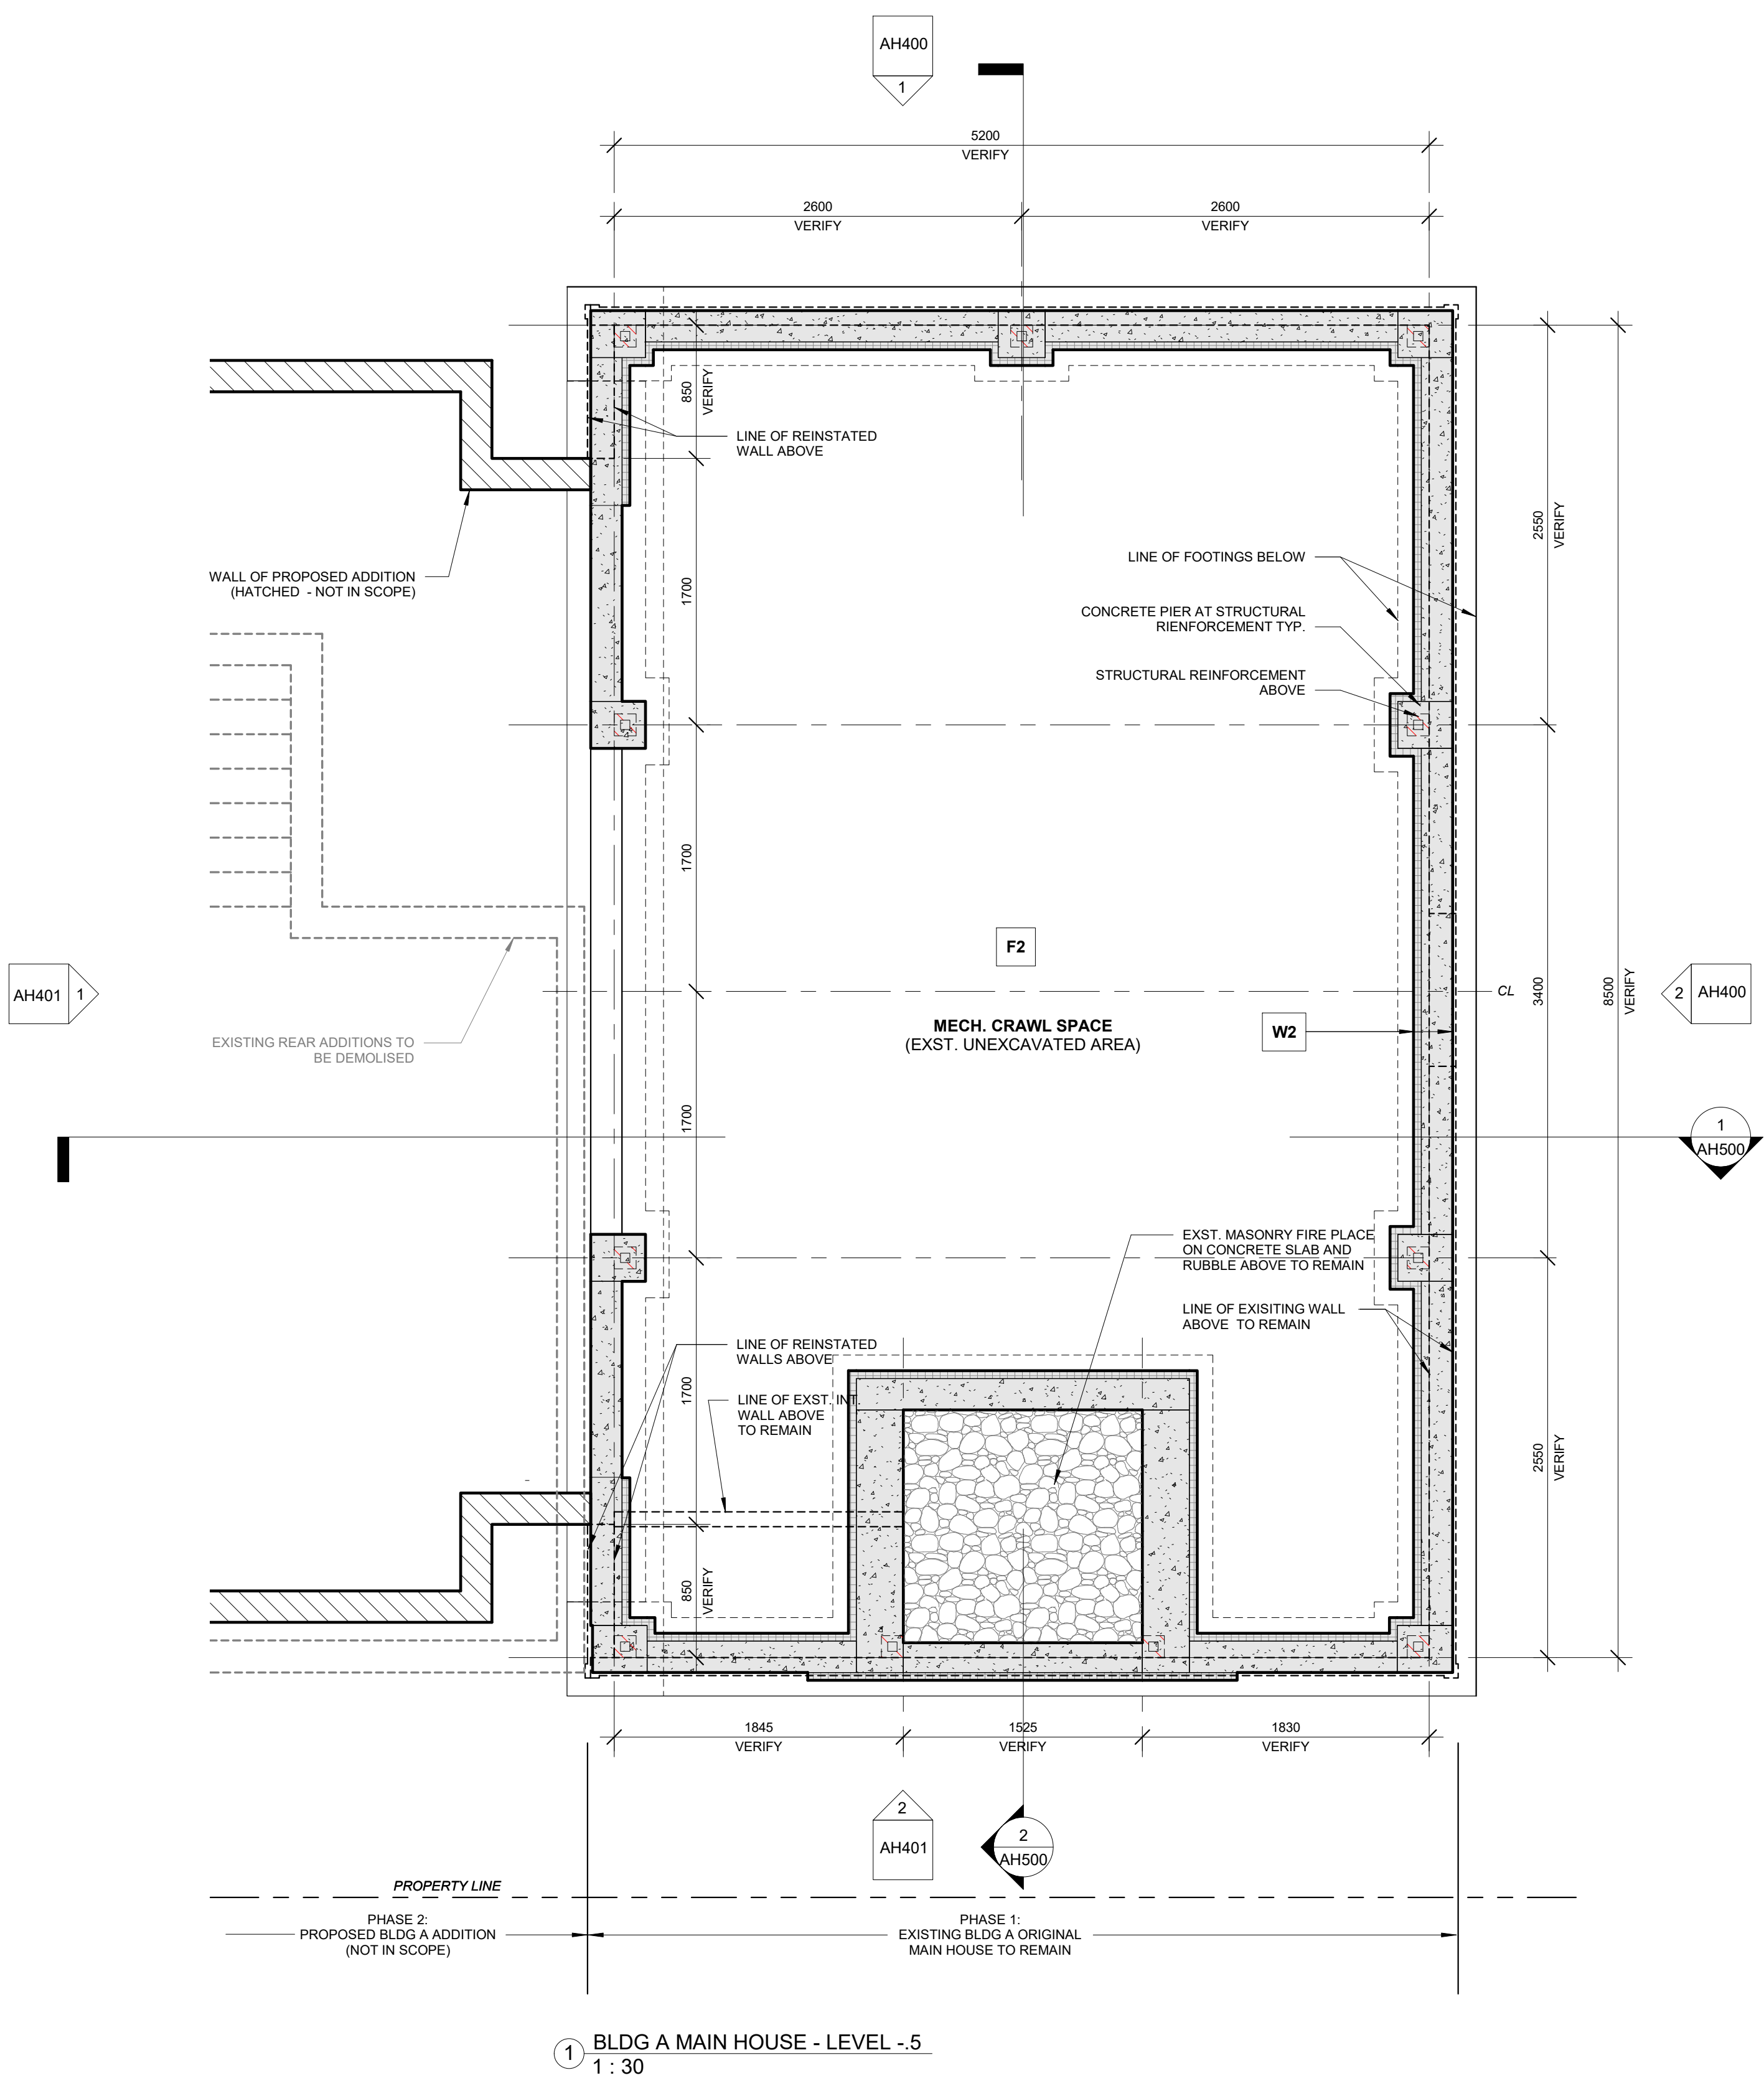 AH400
1
5200
VERIFY
2600
VERIFY
2600
VERIFY
850
VERIFY
LINE OF REINSTATED
WALL ABOVE
2550
VERIFY
LINE OF FOOTINGS BELOW
WALL OF PROPOSED ADDITION
(HATCHED - NOT IN SCOPE)
1700
CONCRETE PIER AT STRUCTURAL
RIENFORCEMENT TYP.
STRUCTURAL REINFORCEMENT
ABOVE
1700
F2
AH401
1
CL
3400
8500
VERIFY
2
AH400
MECH. CRAWL SPACE
(EXST. UNEXCAVATED AREA)
W2
EXISTING REAR ADDITIONS TO
BE DEMOLISED
1700
1
AH500
EXST. MASONRY FIRE PLACE
ON CONCRETE SLAB AND
RUBBLE ABOVE TO REMAIN
LINE OF EXISITING WALL
ABOVE TO REMAIN
LINE OF REINSTATED
WALLS ABOVE
1700
LINE OF EXST. INT
WALL ABOVE
TO REMAIN
2550
VERIFY
850
VERIFY
1845
VERIFY
1525
VERIFY
1830
VERIFY
2
AH401
2
AH500
PROPERTY LINE
PHASE 2:
PROPOSED BLDG A ADDITION
(NOT IN SCOPE)
PHASE 1:
EXISTING BLDG A ORIGINAL
MAIN HOUSE TO REMAIN
1
BLDG A MAIN HOUSE - LEVEL -.5
1 : 30